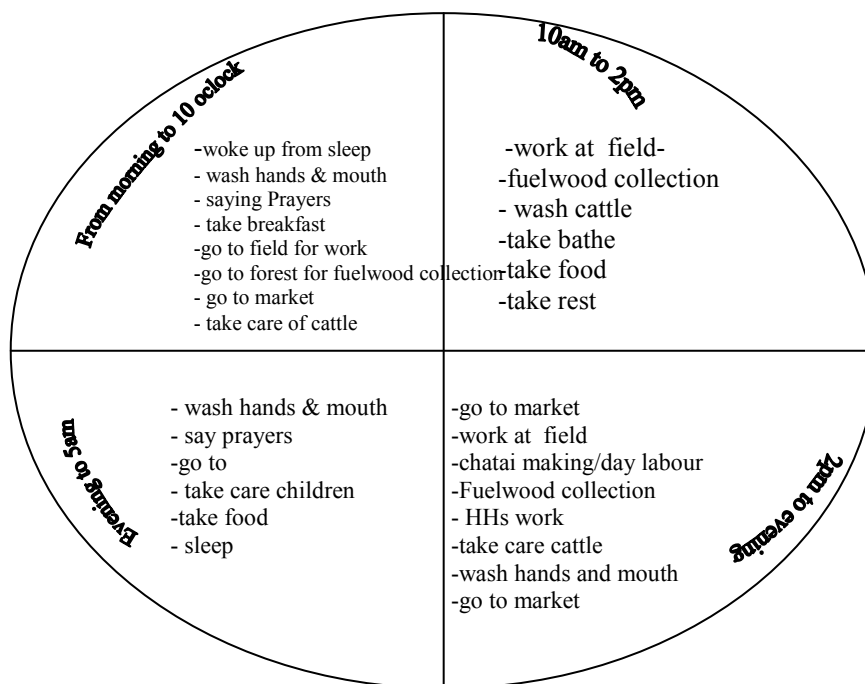 From morning to 10 oclock
-woke up from sleep
- wash hands & mouth
- saying Prayers
- take breakfast
-go to field for work
-go to forest for fuelwood collection
- go to market
- take care of cattle
10am to 2pm
-work at field-
-fuelwood collection
- wash cattle
-take bathe
-take food
-take rest
Evening to 5am
- wash hands & mouth
- say prayers
-go to
- take care children
-take food
- sleep
2pm to evening
-go to market
-work at field
-chatai making/day labour
-Fuelwood collection
- HHs work
-take care cattle
-wash hands and mouth
-go to market